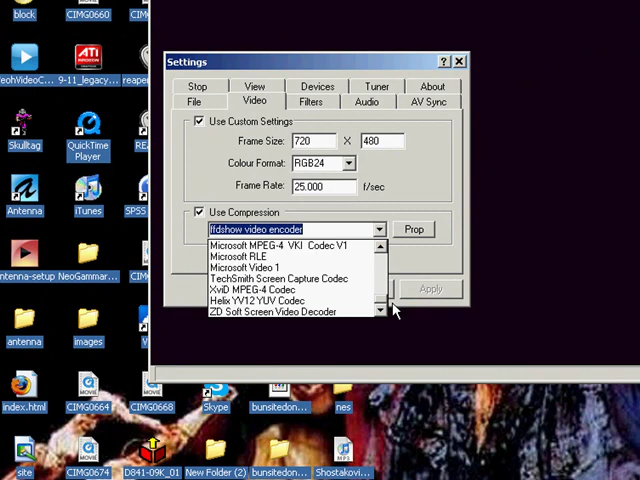 block
CIMG0660
CIMG0665
eohVideoC...
9-11_legacy...
reaper
Settings
Stop
View
Devices
Tuner
About
File
Video
Filters
Audio
AV Sync
Use Custom Settings
Frame Size: 720 X 480
Colour Format: RGB24
Frame Rate: 25.000 f/sec
Use Compression
ffdshow video encoder
Prop
Microsoft MPEG-4 VKI Codec V1
Microsoft RLE
Microsoft Video 1
TechSmith Screen Capture Codec
XviD MPEG-4 Codec
Helix YV12 YUV Codec
ZD Soft Screen Video Decoder
Apply
Skulltag
QuickTime
Player
REA
Antenna
iTunes
SPSS
ntenna-setup
NeoGammar...
antenna
images
index.html
CIMG0664
CIMG0668
Skype
bunsitedon...
nes
site
CIMG0674
D841-09K_01
New Folder (2)
bunsitedon...
Shostakovi...